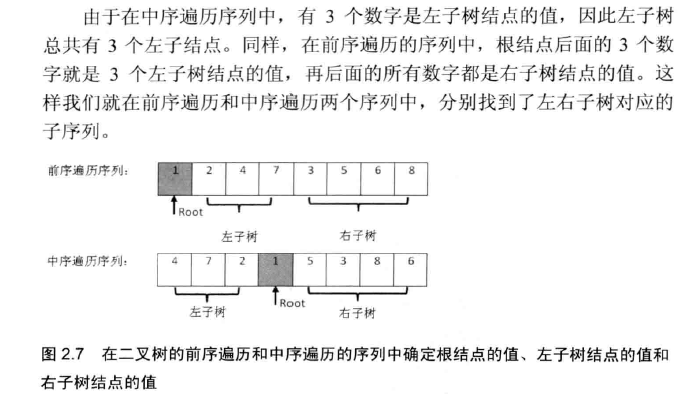 由于在中序遍历序列中，有 3 个数字是左子树结点的值，因此左子树
总共有 3 个左子结点。同样，在前序遍历的序列中，根结点后面的 3 个数
字就是 3 个左子树结点的值，再后面的所有数字都是右子树结点的值。这
样我们就在前序遍历和中序遍历两个序列中，分别找到了左右子树对应的
子序列。
前序遍历序列： 1 2 4 7 3 5 6 8
Root
左子树 右子树
中序遍历序列： 4 7 2 1 5 3 8 6
Root
左子树 右子树
图 2.7 在二叉树的前序遍历和中序遍历的序列中确定根结点的值、左子树结点的值和
右子树结点的值